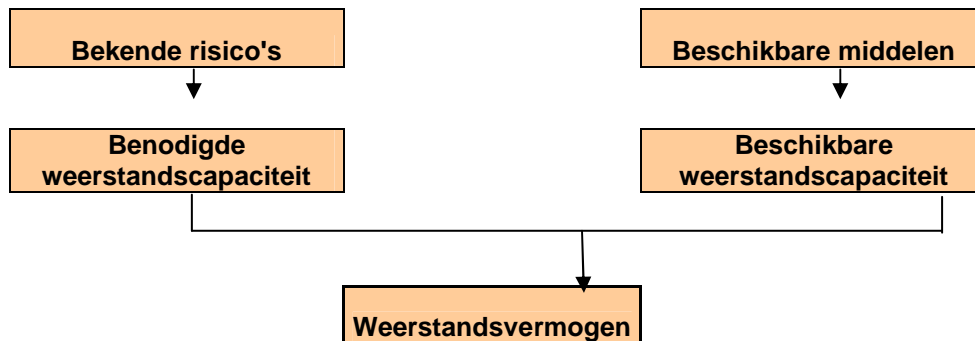 Bekende risico's
Beschikbare middelen
Benodigde
weerstandscapaciteit
Beschikbare
weerstandscapaciteit
Weerstandsvermogen